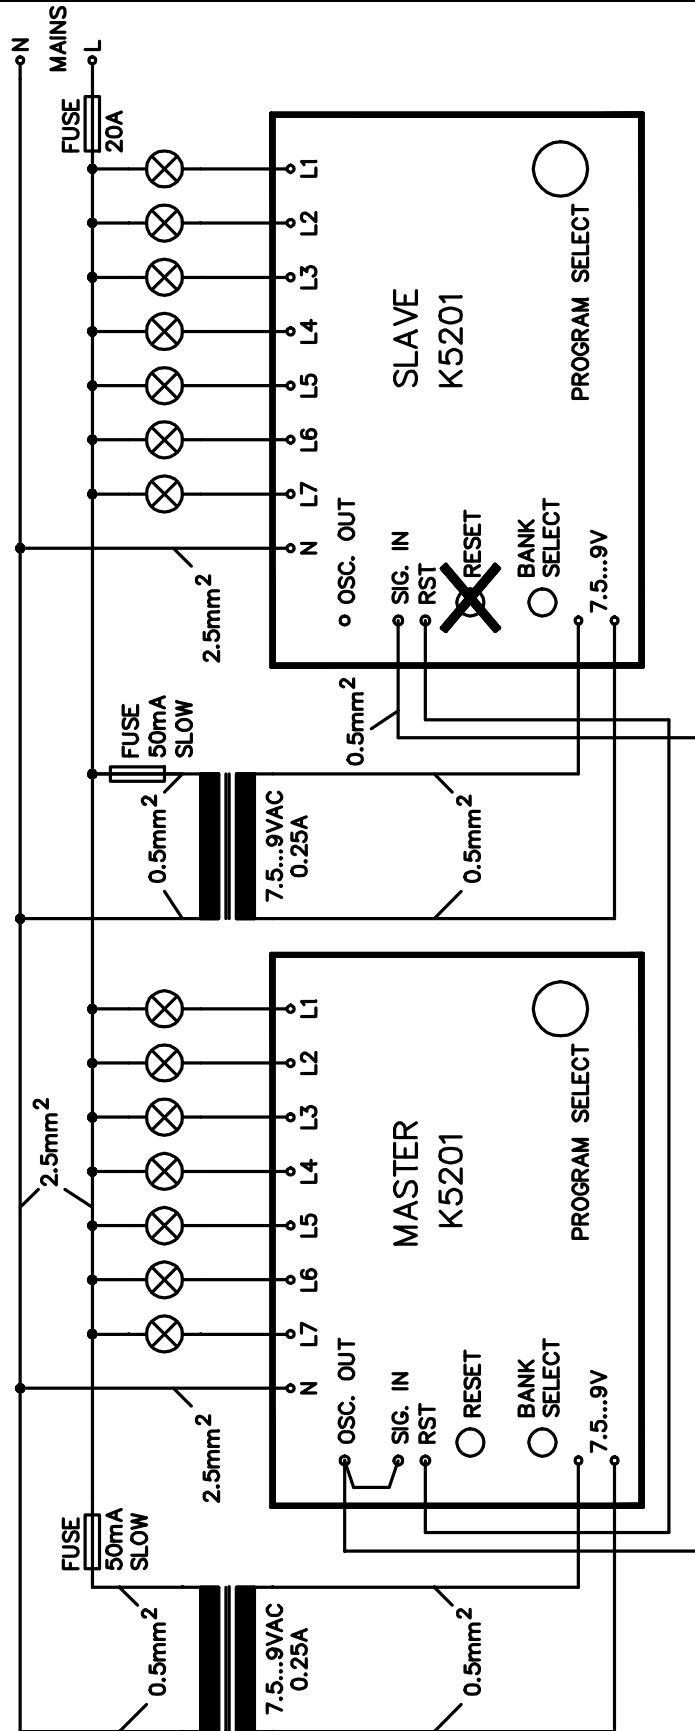 N
MAINS
L
FUSE
20A
L1
L2
L3
L4
L5
L6
L7
N
SLAVE
K5201
PROGRAM SELECT
OSC. OUT
SIG. IN
RST
RESET
BANK
SELECT
7.5...9V
2.5mm2
FUSE
50mA
SLOW
0.5mm2
0.5mm2
7.5...9VAC
0.25A
0.5mm2
2.5mm2
L1
L2
L3
L4
L5
L6
L7
N
MASTER
K5201
PROGRAM SELECT
OSC. OUT
SIG. IN
RST
RESET
BANK
SELECT
7.5...9V
2.5mm2
FUSE
50mA
SLOW
0.5mm2
7.5...9VAC
0.25A
0.5mm2